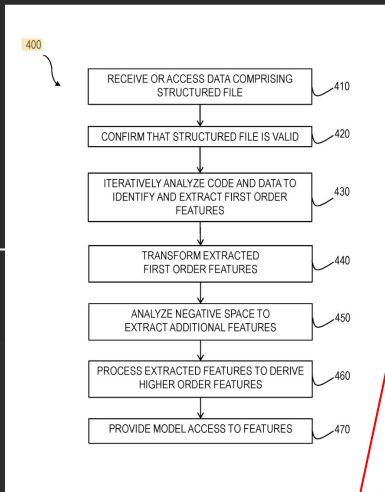 400
RECEIVE OR ACCESS DATA COMPRISING
STRUCTURED FILE
410
CONFIRM THAT STRUCTURED FILE IS VALID
420
ITERATIVELY ANALYZE CODE AND DATA TO
IDENTIFY AND EXTRACT FIRST ORDER
FEATURES
430
TRANSFORM EXTRACTED
FIRST ORDER FEATURES
440
ANALYZE NEGATIVE SPACE TO
EXTRACT ADDITIONAL FEATURES
450
PROCESS EXTRACTED FEATURES TO DERIVE
HIGHER ORDER FEATURES
460
PROVIDE MODEL ACCESS TO FEATURES
470